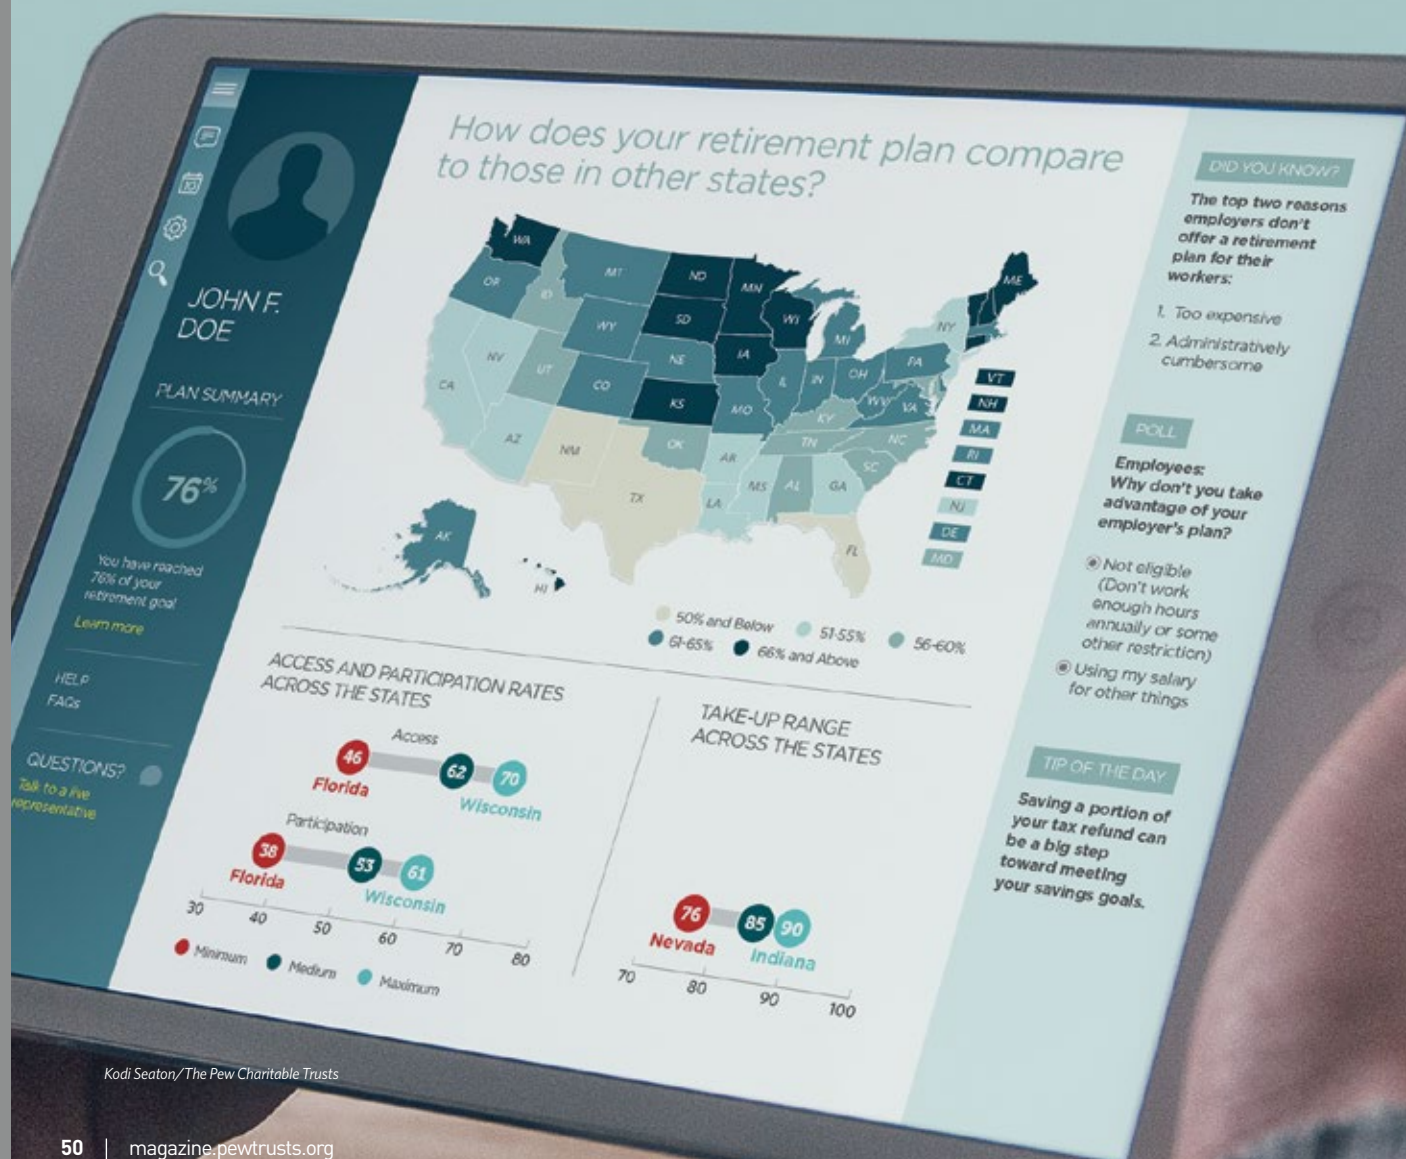 JOHN F.
DOE
PLAN SUMMARY
76%
You have reached
76% of your
retirement goal
Learn more
HELP
FAQs
QUESTIONS?
Talk to a live
representative
How does your retirement plan compare
to those in other states?
WA
OR
ID
MT
ND
MN
WI
MI
ME
NY
WY
SD
IA
NE
NV
UT
CO
CA
KS
MO
IL
IN
OH
PA
WV
VA
KY
AZ
NM
OK
AR
TN
NC
SC
TX
LA
MS
AL
GA
FL
AK
HI
VT
NH
MA
RI
CT
NJ
DE
MD
50% and Below
51-55%
56-60%
61-65%
66% and Above
ACCESS AND PARTICIPATION RATES
ACROSS THE STATES
Access
46
62
70
Florida
Wisconsin
Participation
38
53
61
Florida
Wisconsin
30 40 50 60 70 80
Minimum
Medium
Maximum
TAKE-UP RANGE
ACROSS THE STATES
76
85
90
Nevada
Indiana
70 80 90 100
DID YOU KNOW?
The top two reasons
employers don't
offer a retirement
plan for their
workers:
1. Too expensive
2. Administratively
cumbersome
POLL
Employees:
Why don't you take
advantage of your
employer's plan?
Not eligible
(Don't work
enough hours
annually or some
other restriction)
Using my salary
for other things
TIP OF THE DAY
Saving a portion of
your tax refund can
be a big step
toward meeting
your savings goals.
Kodi Seaton/The Pew Charitable Trusts
50 | magazine.pewtrusts.org